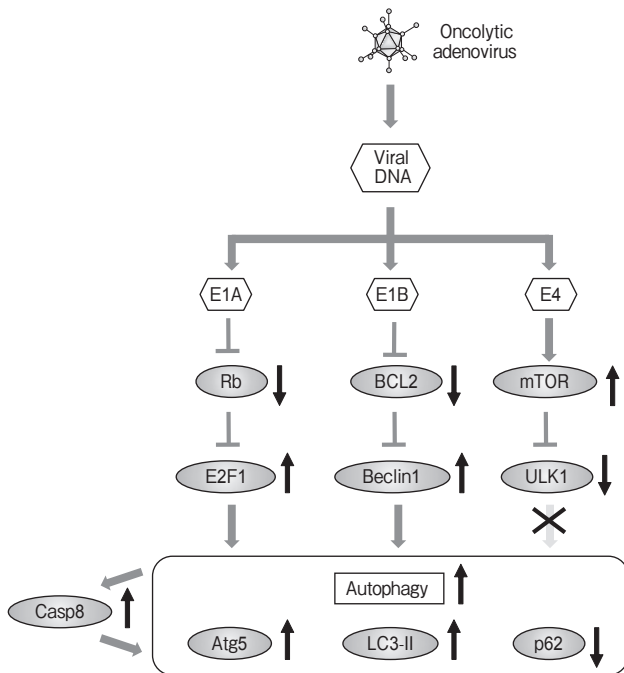 Oncolytic
adenovirus
Viral
DNA
E1A
E1B
E4
Rb
BCL2
mTOR
E2F1
Beclin1
ULK1
Autophagy
Casp8
Atg5
LC3-II
p62